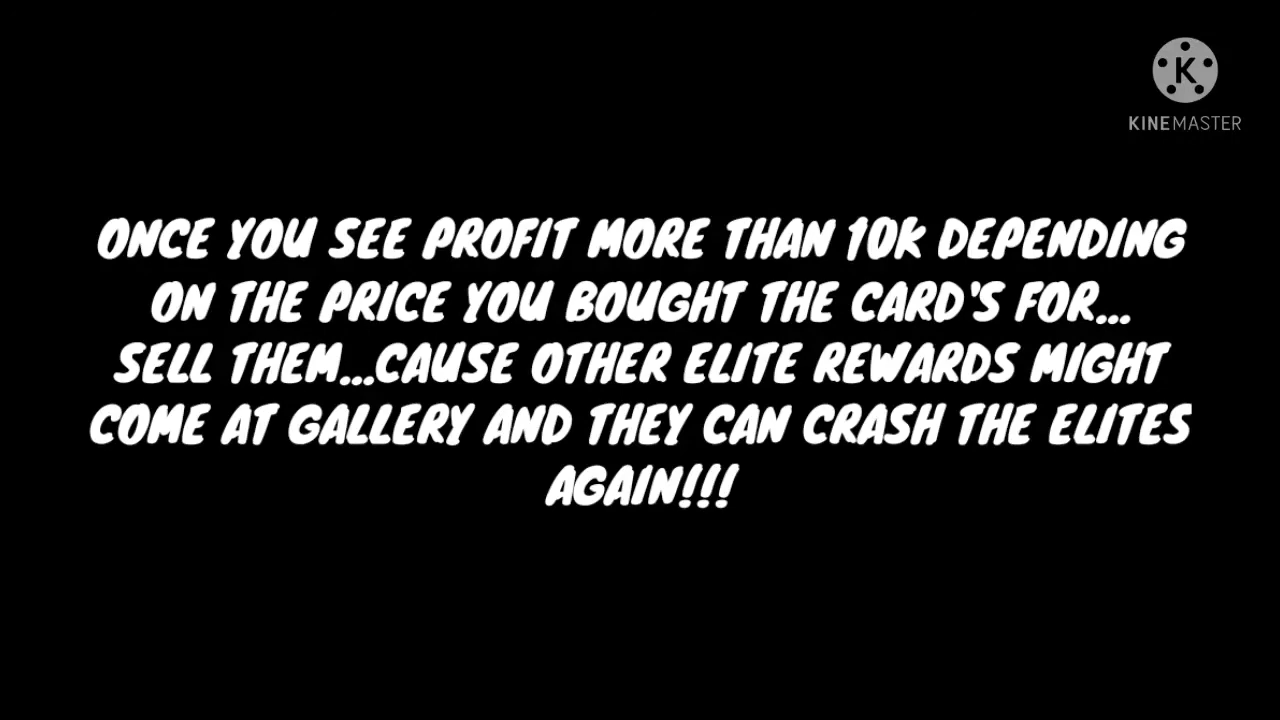 K
KINEMASTER
ONCE YOU SEE PROFIT MORE THAN 10K DEPENDING
ON THE PRICE YOU BOUGHT THE CARD'S FOR...
SELL THEM...CAUSE OTHER ELITE REWARDS MIGHT
COME AT GALLERY AND THEY CAN CRASH THE ELITES
AGAIN!!!